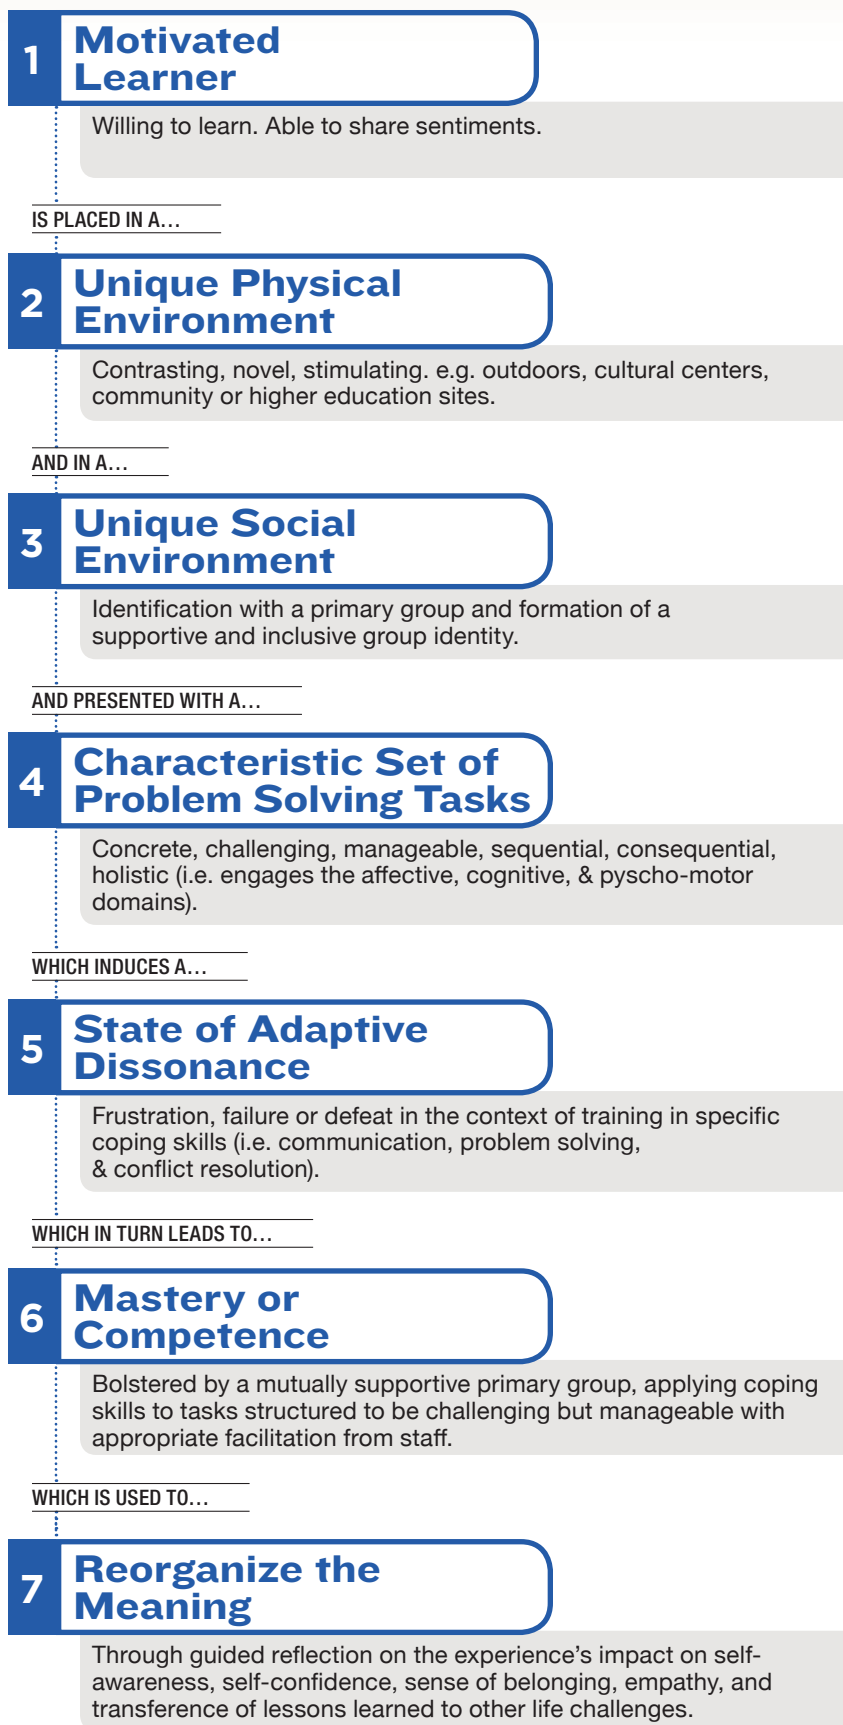 1
Motivated
Learner
Willing to learn. Able to share sentiments.
IS PLACED IN A...
2
Unique Physical
Environment
Contrasting, novel, stimulating. e.g. outdoors, cultural centers,
community or higher education sites.
AND IN A...
3
Unique Social
Environment
Identification with a primary group and formation of a
supportive and inclusive group identity.
AND PRESENTED WITH A...
4
Characteristic Set of
Problem Solving Tasks
Concrete, challenging, manageable, sequential, consequential,
holistic (i.e. engages the affective, cognitive, & pyscho-motor
domains).
WHICH INDUCES A...
5
State of Adaptive
Dissonance
Frustration, failure or defeat in the context of training in specific
coping skills (i.e. communication, problem solving,
& conflict resolution).
WHICH IN TURN LEADS TO...
6
Mastery or
Competence
Bolstered by a mutually supportive primary group, applying coping
skills to tasks structured to be challenging but manageable with
appropriate facilitation from staff.
WHICH IS USED TO...
7
Reorganize the
Meaning
Through guided reflection on the experience's impact on self-
awareness, self-confidence, sense of belonging, empathy, and
transference of lessons learned to other life challenges.